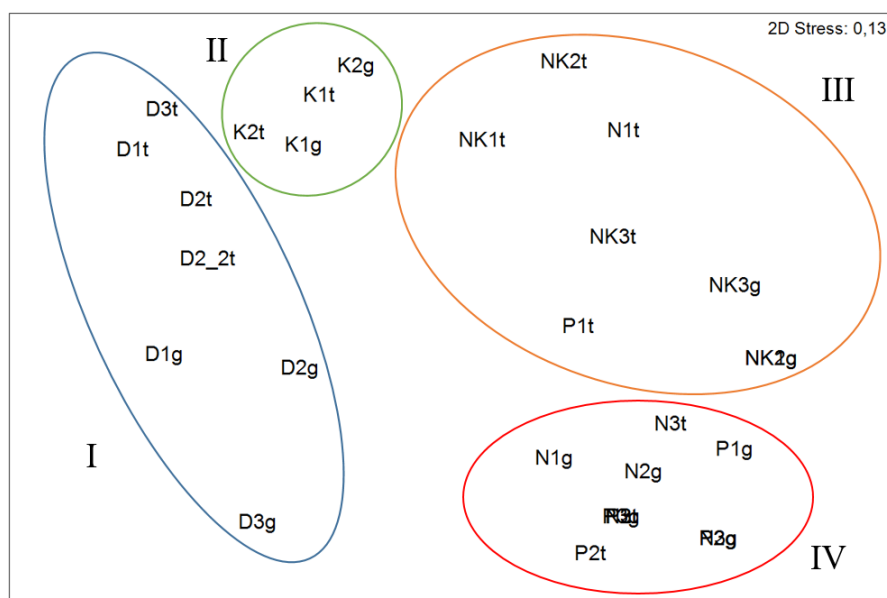 2D Stress: 0,13
II
K2g
NK2t
III
D3t
K1t
K2t
K1g
NK1t
N1t
D1t
D2t
NK3t
D2_2t
NK3g
P1t
D1g
D2g
N3t
P1g
I
N1g
N2g
D3g
P2t
IV